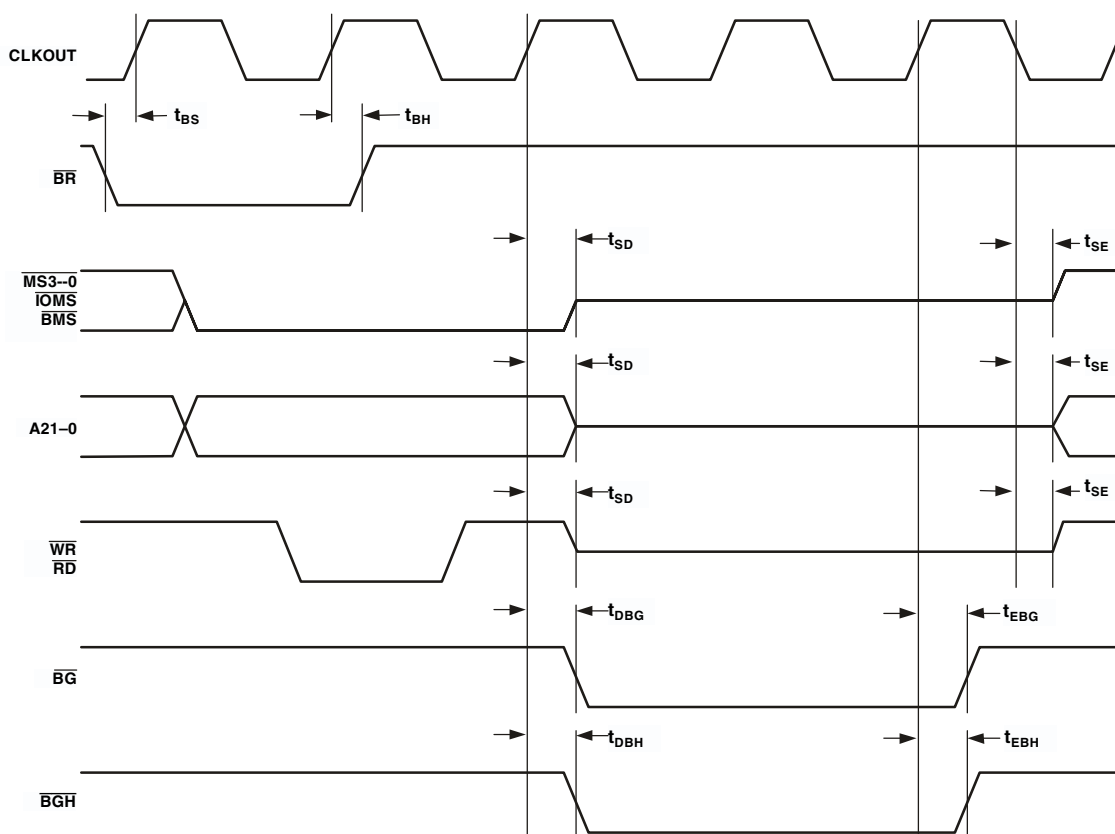 CLKOUT
tBS
tBH
BR
tSD
tSE
MS3--0
IOMS
BMS
tSD
tSE
A21–0
tSD
tSE
WR
RD
tDBG
tEBG
BG
tDBH
tEBH
BGH